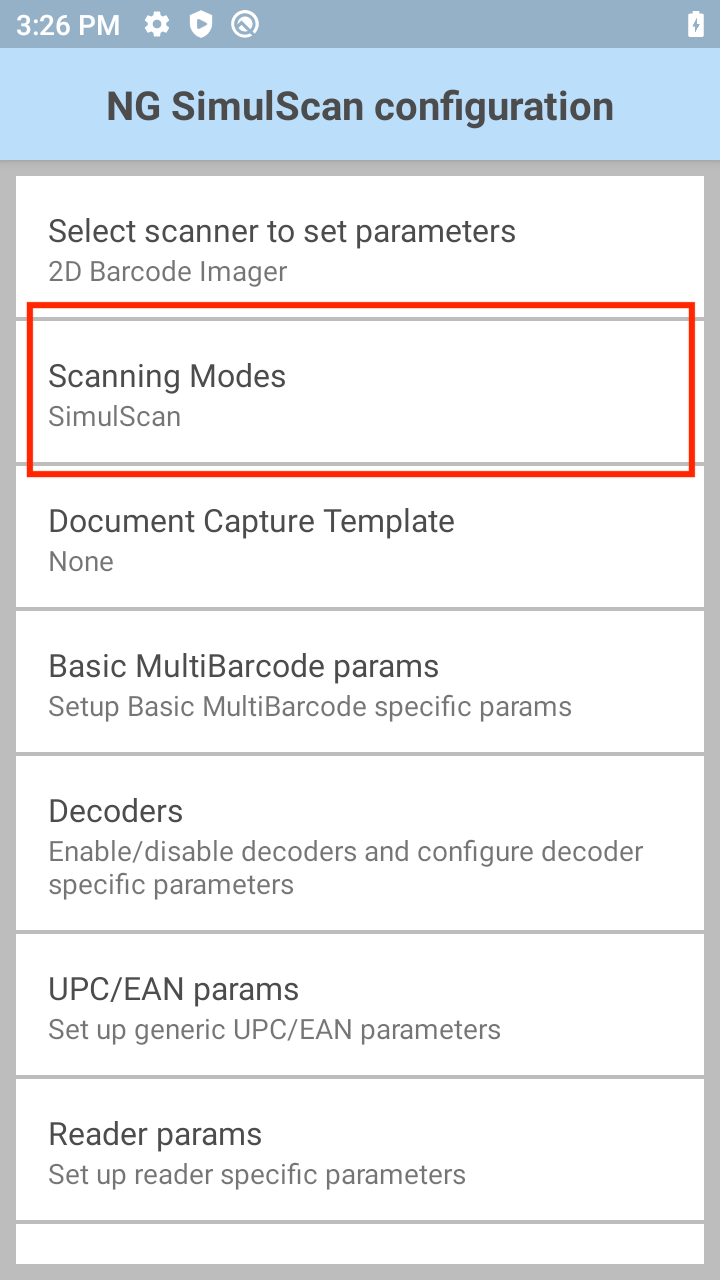 3:26 PM
NG SimulScan configuration
Select scanner to set parameters
2D Barcode Imager
Scanning Modes
SimulScan
Document Capture Template
None
Basic MultiBarcode params
Setup Basic MultiBarcode specific params
Decoders
Enable/disable decoders and configure decoder
specific parameters
UPC/EAN params
Set up generic UPC/EAN parameters
Reader params
Set up reader specific parameters